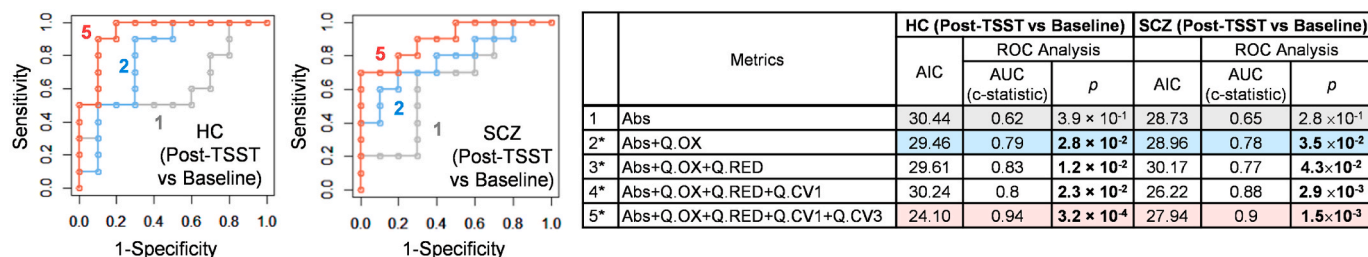 1.0
0.8
0.6
0.4
0.2
0.0
Sensitivity
5
2
1
HC
(Post-TSST
vs Baseline)
0.0 0.2 0.4 0.6 0.8 1.0
1-Specificity
1.0
0.8
0.6
0.4
0.2
0.0
Sensitivity
5
2
1
SCZ
(Post-TSST
vs Baseline)
0.0 0.2 0.4 0.6 0.8 1.0
1-Specificity
Metrics HC (Post-TSST vs Baseline) SCZ (Post-TSST vs Baseline)
AIC ROC Analysis AIC ROC Analysis
AUC (c-statistic) p AUC (c-statistic) p
1 Abs 30.44 0.62 3.9 × 10⁻¹ 28.73 0.65 2.8 ×10⁻¹
2* Abs+Q.OX 29.46 0.79 2.8 × 10⁻² 28.96 0.78 3.5 ×10⁻²
3* Abs+Q.OX+Q.RED 29.61 0.83 1.2 × 10⁻² 30.17 0.77 4.3×10⁻²
4* Abs+Q.OX+Q.RED+Q.CV1 30.24 0.8 2.3 × 10⁻² 26.22 0.88 2.9 ×10⁻³
5* Abs+Q.OX+Q.RED+Q.CV1+Q.CV3 24.10 0.94 3.2 × 10⁻⁴ 27.94 0.9 1.5×10⁻³